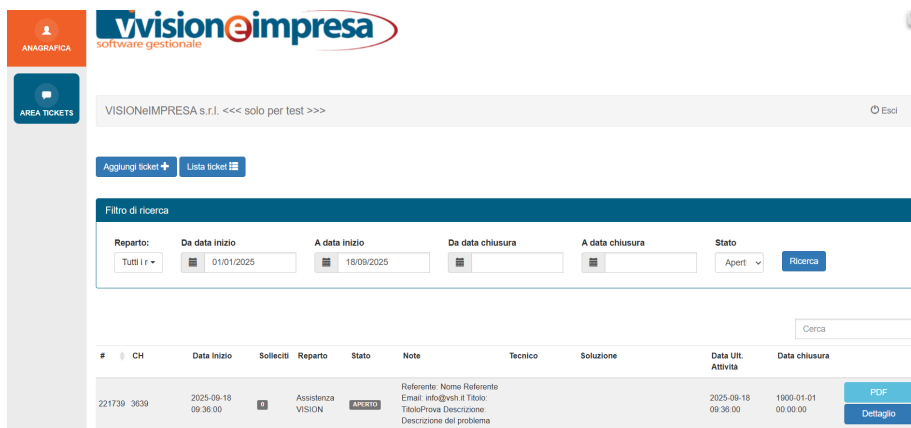 vvisioneimpresa
software gestionale
ANAGRAFICA
AREA TICKETS
VISIONeIMPRESA s.r.l. <<< solo per test >>>
Esci
Aggiungi ticket
Lista ticket
Filtro di ricerca
Reparto: Da data inizio A data inizio Da data chiusura A data chiusura Stato
Tutti i r 01/01/2025 18/09/2025 Apert Ricerca
Cerca
# CH Data Inizio Solleciti Reparto Stato Note Tecnico Soluzione Data Ult. Data chiusura
Attività
Referente: Nome Referente
221739 3639 2025-09-18 0 Assistenza APERTO Email: info@vsh.it Titolo: 2025-09-18 1900-01-01 PDF
09:36:00 VISION TitoloProva Descrizione: 09:36:00 00:00:00 Dettaglio
Descrizione del problema